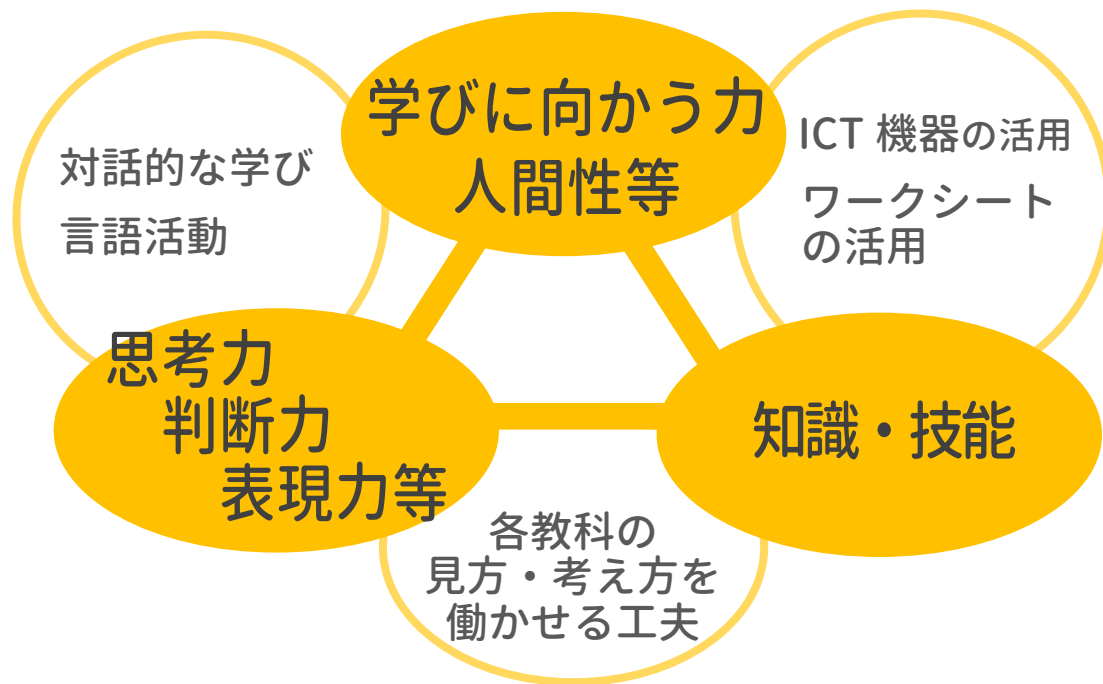 学びに向かう力
人間性等
対話的な学び
言語活動
ICT 機器の活用
ワークシート
の活用
思考力
判断力
表現力等
知識・技能
各教科の
見方・考え方を
働かせる工夫